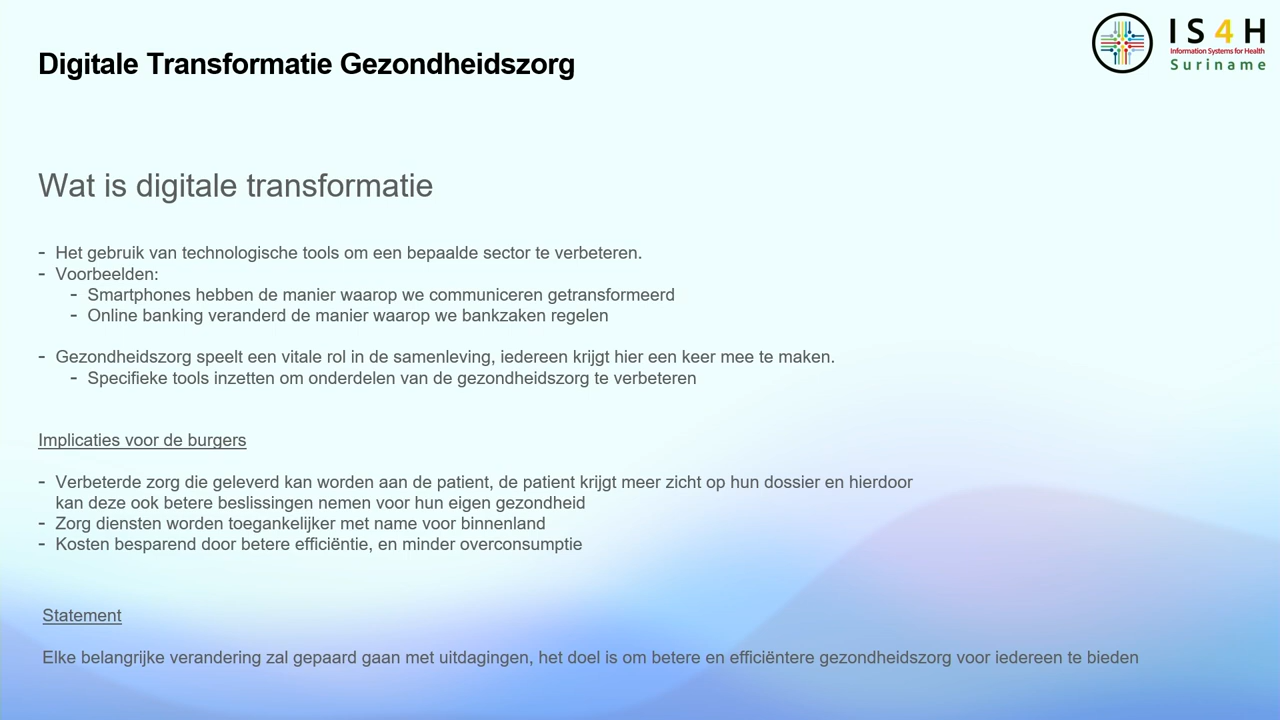 IS4H
Information Systems for Health
Suriname
Digitale Transformatie Gezondheidszorg
Wat is digitale transformatie
- Het gebruik van technologische tools om een bepaalde sector te verbeteren.
- Voorbeelden:
- Smartphones hebben de manier waarop we communiceren getransformeerd
- Online banking veranderd de manier waarop we bankzaken regelen
- Gezondheidszorg speelt een vitale rol in de samenleving, iedereen krijgt hier een keer mee te maken.
- Specifieke tools inzetten om onderdelen van de gezondheidszorg te verbeteren
Implicaties voor de burgers
- Verbeterde zorg die geleverd kan worden aan de patient, de patient krijgt meer zicht op hun dossier en hierdoor
kan deze ook betere beslissingen nemen voor hun eigen gezondheid
- Zorg diensten worden toegankelijker met name voor binnenland
- Kosten besparend door betere efficiëntie, en minder overconsumptie
Statement
Elke belangrijke verandering zal gepaard gaan met uitdagingen, het doel is om betere en efficiëntere gezondheidszorg voor iedereen te bieden